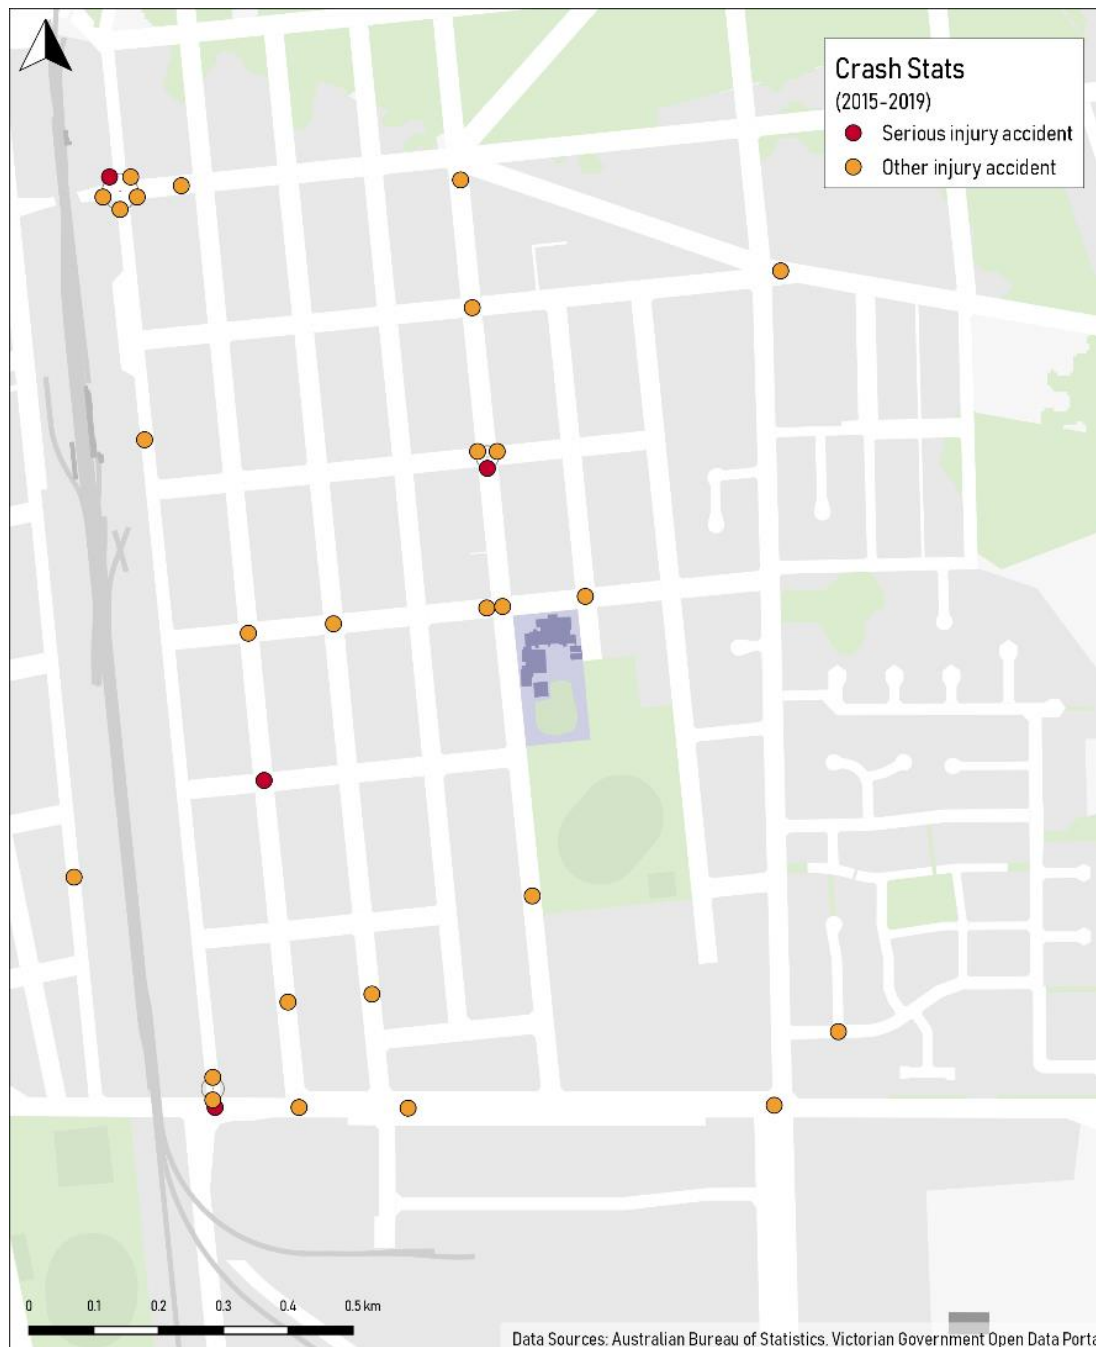 Crash Stats
(2015-2019)
Serious injury accident
Other injury accident
0 0.1 0.2 0.3 0.4 0.5 km
Data Sources: Australian Bureau of Statistics, Victorian Government Open Data Porta